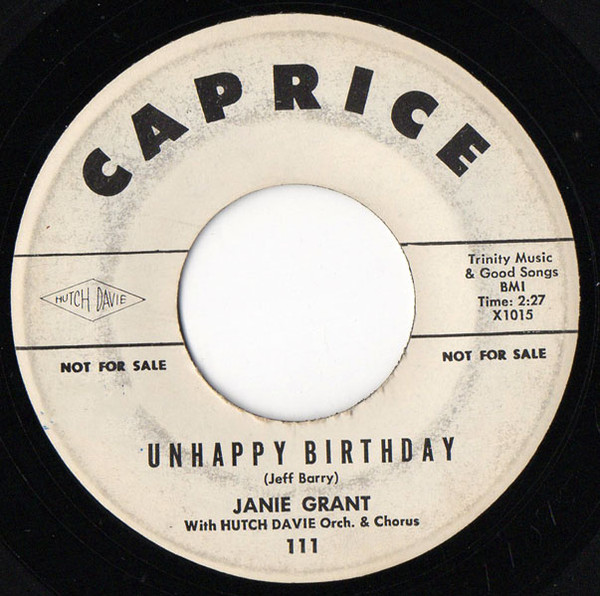 CAPRICE
HUTCH DAVIE
Trinity Music
& Good Songs
BMI
Time: 2:27
X1015
NOT FOR SALE
NOT FOR SALE
UNHAPPY BIRTHDAY
(Jeff Barry)
JANIE GRANT
With HUTCH DAVIE Orch. & Chorus
111